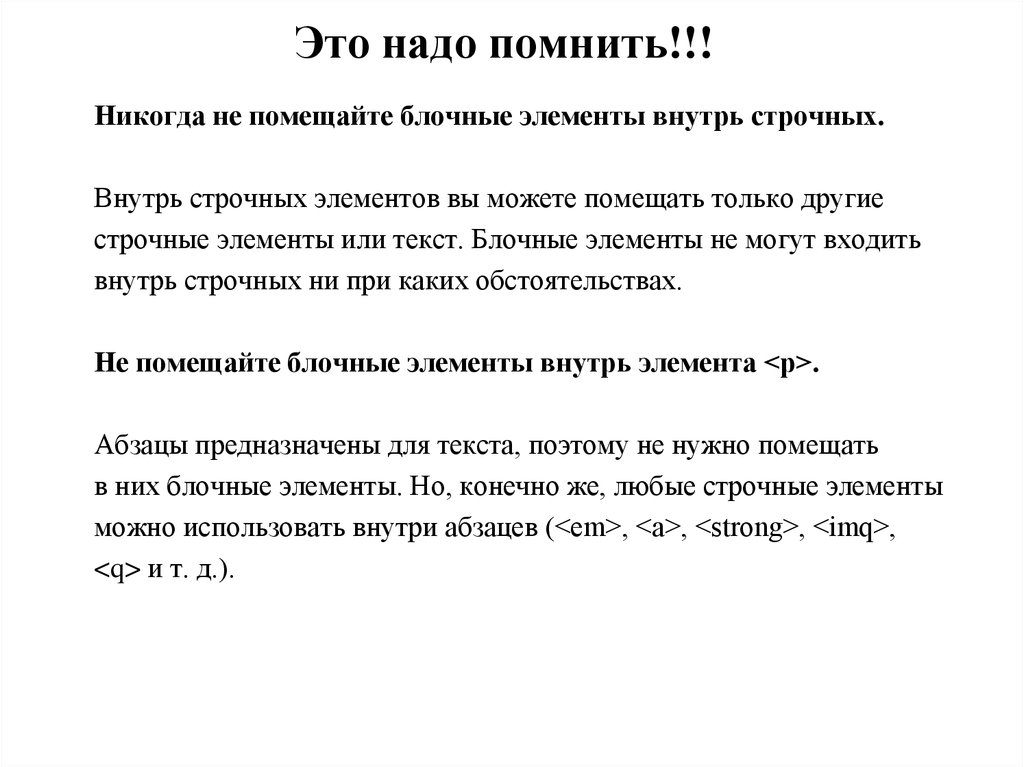 Это надо помнить!!!
Никогда не помещайте блочные элементы внутрь строчных.
Внутрь строчных элементов вы можете помещать только другие
строчные элементы или текст. Блочные элементы не могут входить
внутрь строчных ни при каких обстоятельствах.
Не помещайте блочные элементы внутрь элемента <p>.
Абзацы предназначены для текста, поэтому не нужно помещать
в них блочные элементы. Но, конечно же, любые строчные элементы
можно использовать внутри абзацев (<em>, <a>, <strong>, <imq>,
<q> и т. д.).